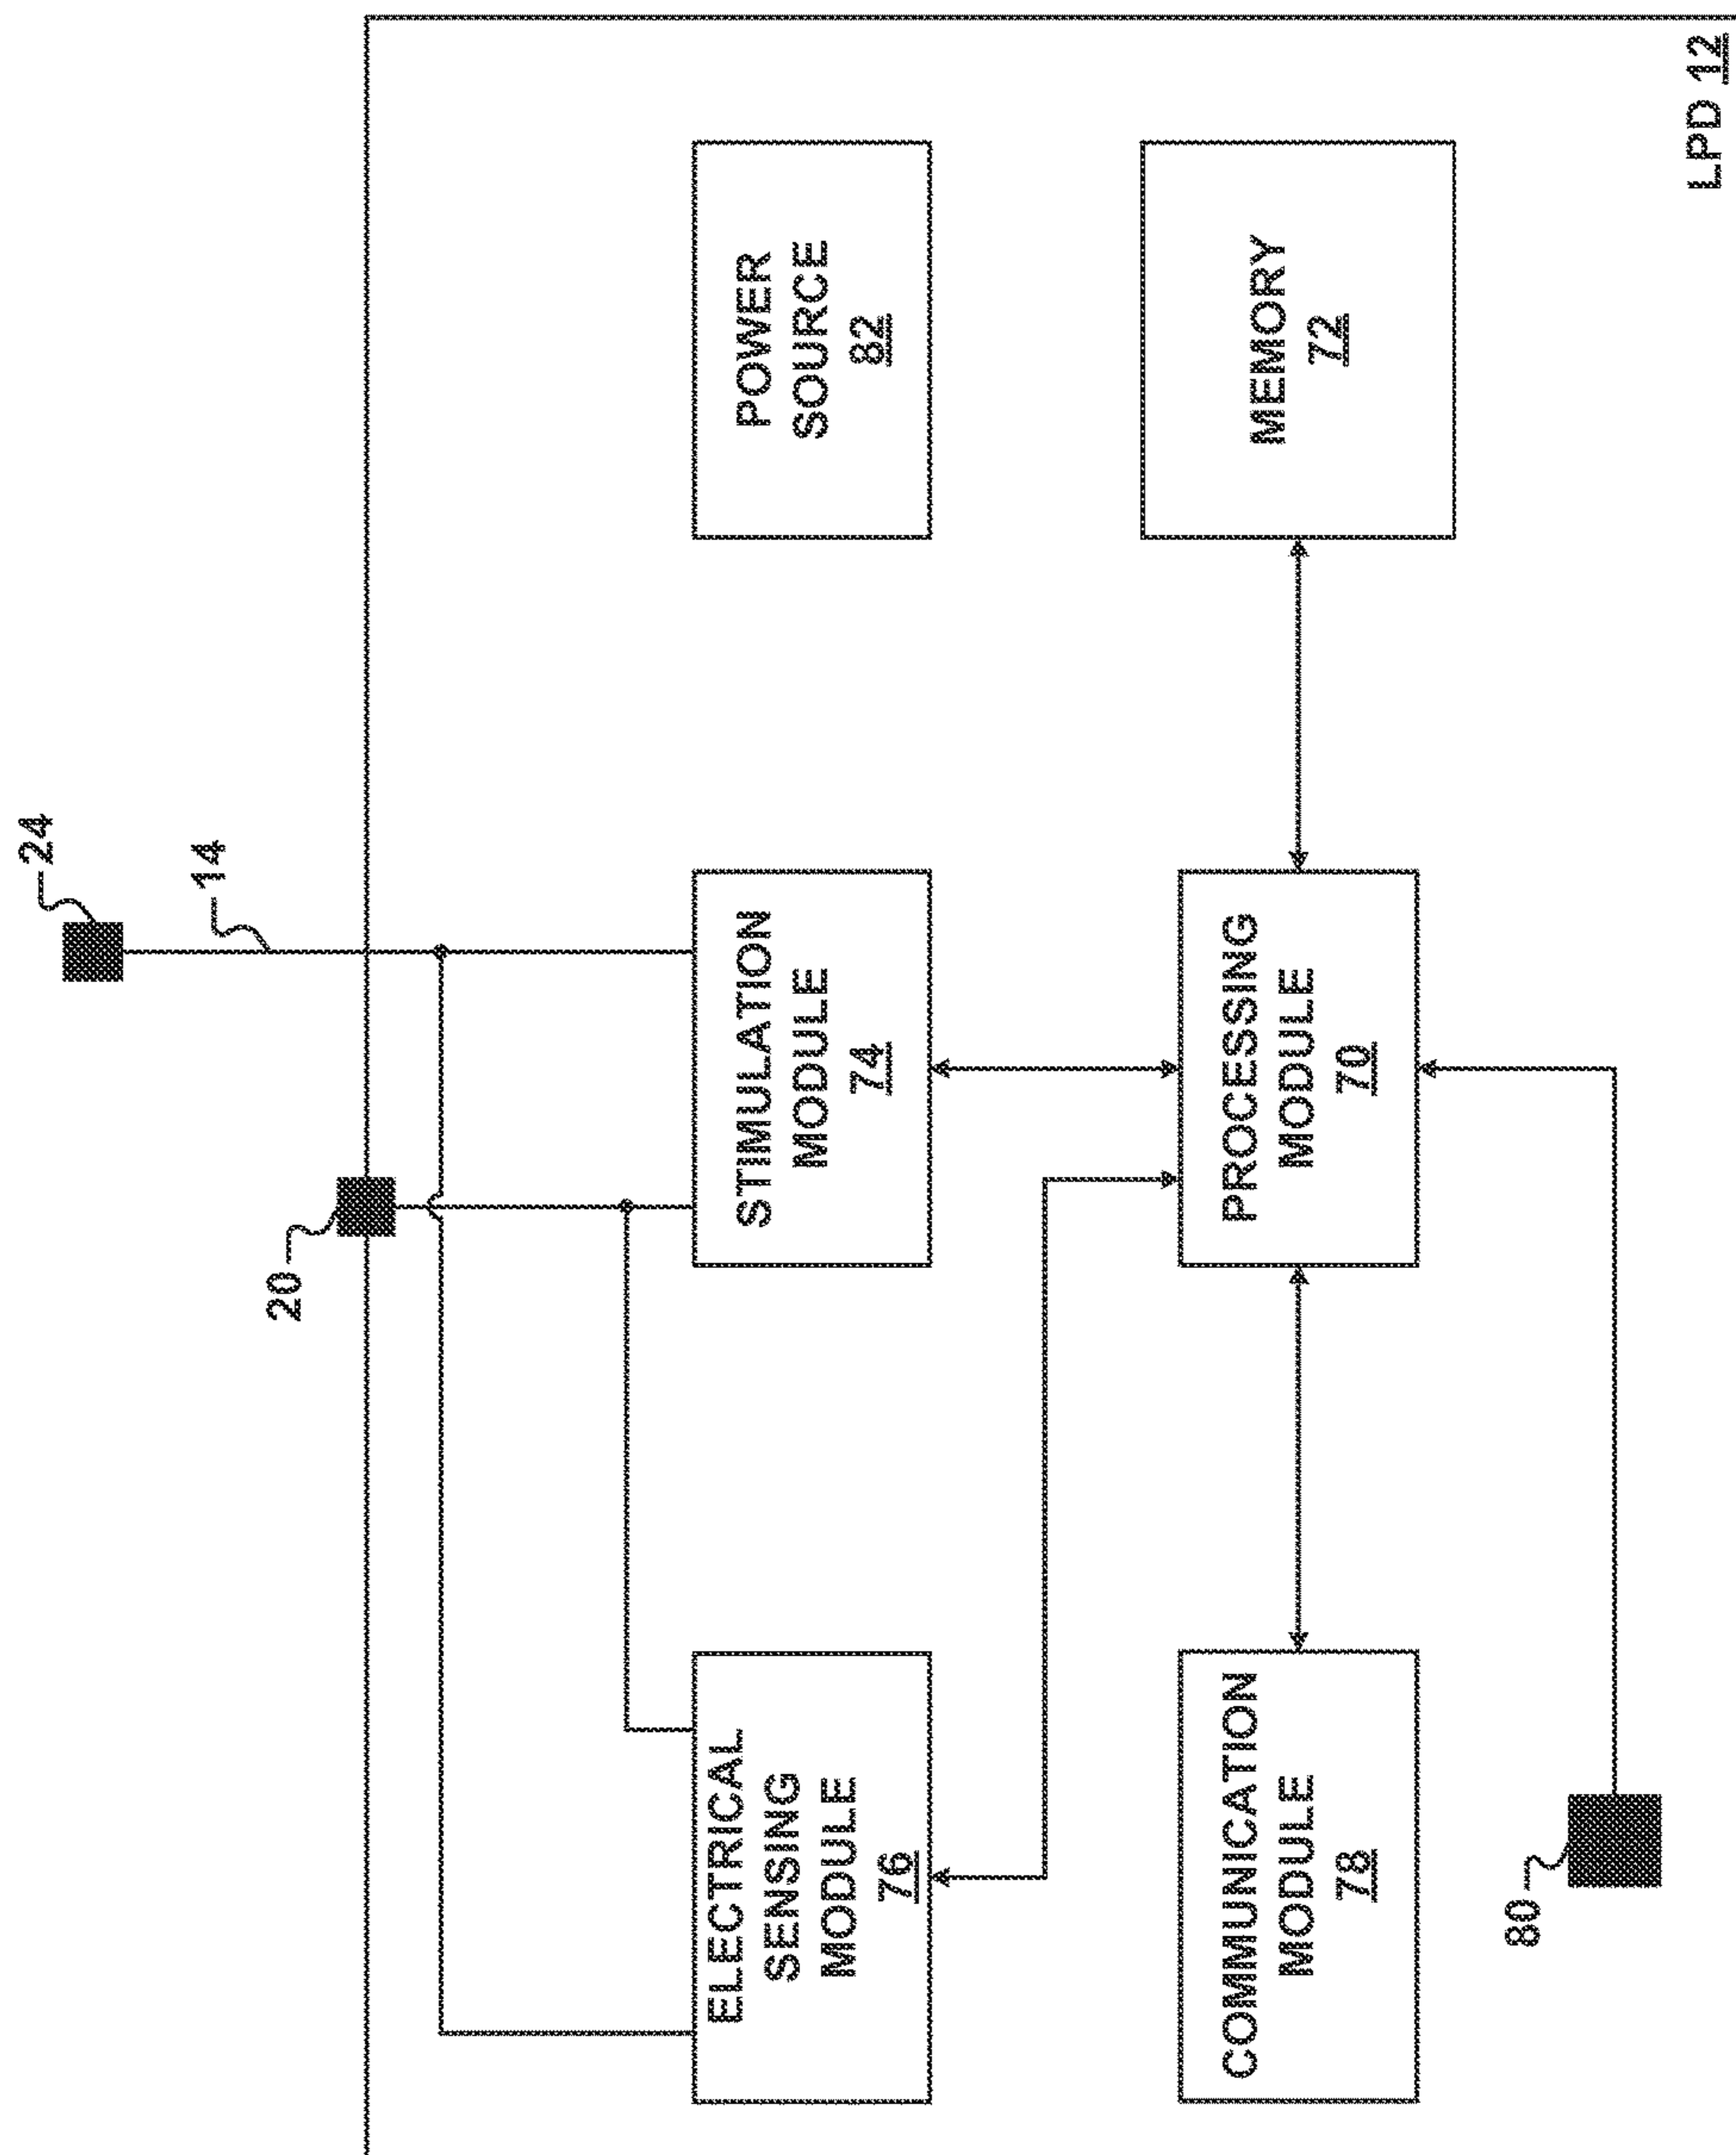 24
14
20
ELECTRICAL
SENSING
MODULE
76
STIMULATION
MODULE
74
POWER
SOURCE
82
COMMUNICATION
MODULE
78
PROCESSING
MODULE
70
MEMORY
72
80
LPD 12